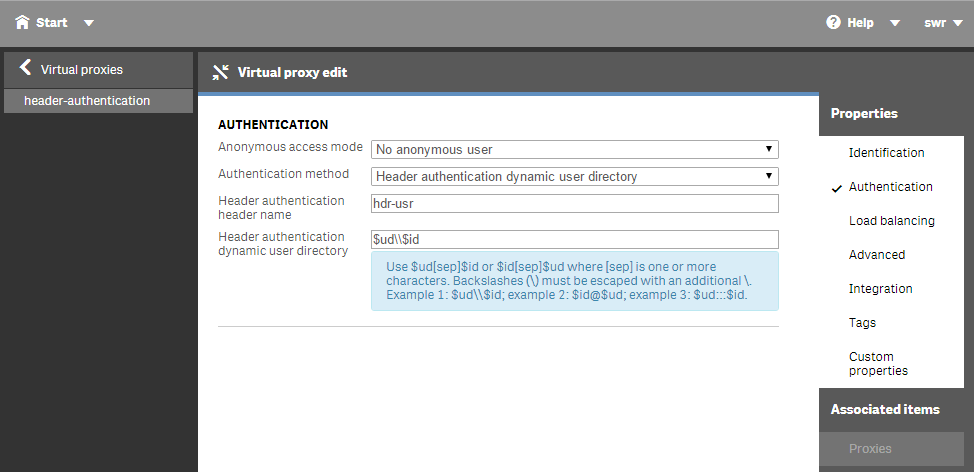 Start
Help
swr
Virtual proxies
header-authentication
Virtual proxy edit
AUTHENTICATION
Anonymous access mode
No anonymous user
Authentication method
Header authentication dynamic user directory
Header authentication
header name
hdr-usr
Header authentication
dynamic user directory
$ud\\$id
Use $ud[sep]$id or $id[sep]$ud where [sep] is one or more
characters. Backslashes (\) must be escaped with an additional \.
Example 1: $ud\\$id; example 2: $id@$ud; example 3: $ud:::$id.
Properties
Identification
Authentication
Load balancing
Advanced
Integration
Tags
Custom
properties
Associated items
Proxies